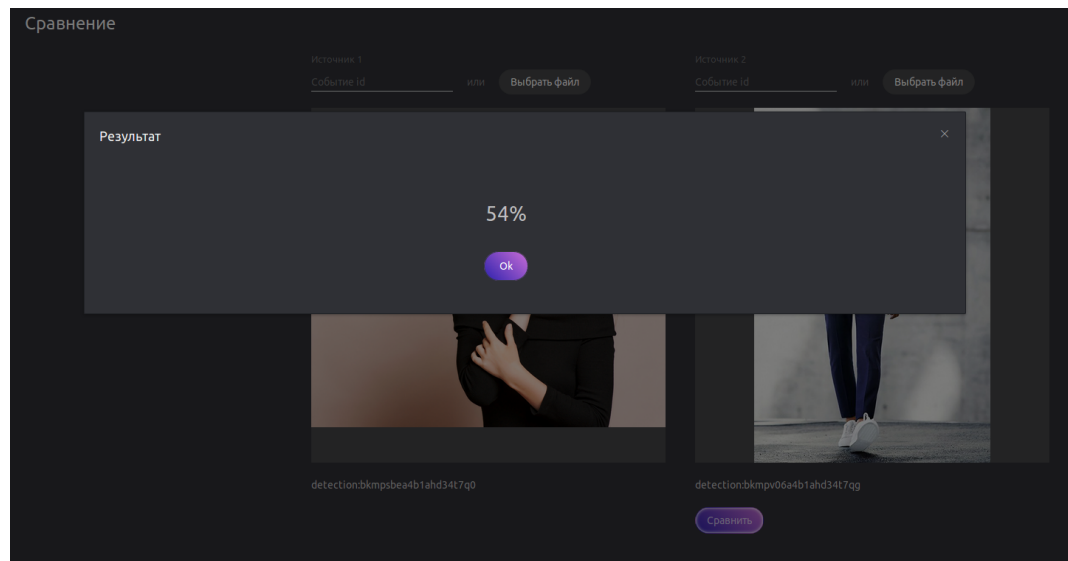 Сравнение
Источник 1
Событие id или Выбрать файл
Источник 2
Событие id или Выбрать файл
Результат
54%
Ok
detection:bkmpsbea4b1ahd34t7q0
detection:bkmpv06a4b1ahd34t7qg
Сравнить